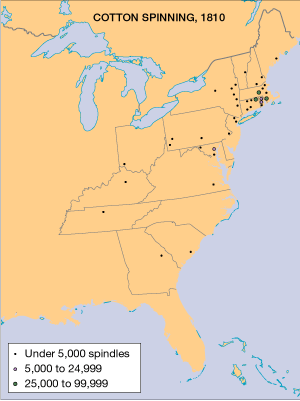 COTTON SPINNING, 1810
Under 5,000 spindles
5,000 to 24,999
25,000 to 99,999